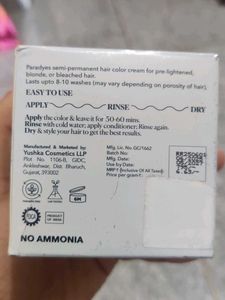 Paradyes semi-permanent hair color cream for pre-lightened,
blonde, or bleached hair.
Lasts upto 8-10 washes (may vary depending on porosity of hair).
EASY TO USE
APPLY RINSE DRY
Apply the color & leave it for 50-60 mins.
Rinse with cold water; apply conditioner; Rinse again.
Dry & style your hair to get the best results.
Manufactured & Marketed by:
Yushka Cosmetics LLP
Plot No. 1106-B, GIDC,
Ankleshwar, Dist. Bharuch,
Gujarat, 393002
Mfg. Lic. No: GC/1662
Batch No:
Mfg. Date:
Use by Date:
MRP₹ (Inclusive Of All Taxes)
Price per gram
6M
FDCA
NO AMMONIA